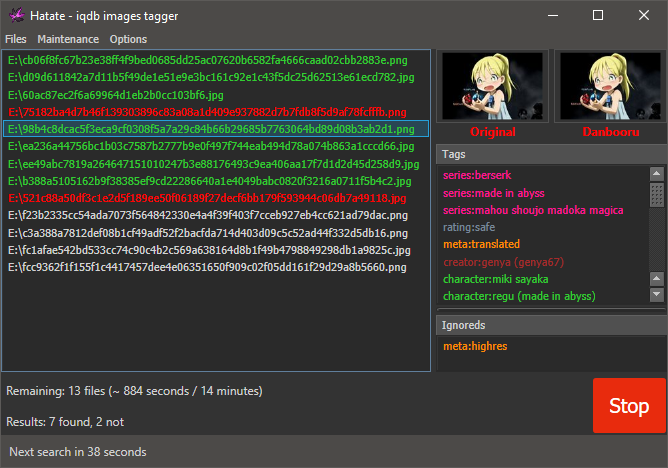 Hatate - iqdb images tagger
Files Maintenance Options
E:\cb06f8fc67b23e38ff4f9bed0685dd25ac07620b6582fa4666caad02cbb2883e.png
E:\d09d611842a7d11b5f49de1e51e9e3bc161c92e1c43f5dc25d62513e61ecd782.jpg
E:\60ac87ec2f6a69964d1eb2b0cc103bf6.jpg
E:\75182ba4d7b46f139303896c83a08a1d409e937882d7b7fdb8f5d9af78fcfffb.png
E:\98b4c8dcac5f3eca9cf0308f5a7a29c84b66b29685b7763064bd89d08b3ab2d1.png
E:\ea236a44756bc1b03c7587b2777b9e0f497f744eab494d78a074b863a1cccd66.jpg
E:\ee49abc7819a264647151010247b3e88176493c9ea406aa17f7d1d2d45d258d9.jpg
E:\b388a5105162b9f38385ef9cd22286640a1e4049babc0820f3216a0711f5b4c2.jpg
E:\521c88a50df3c1e2d5f189ee50f06189f27decf6bb179f593944c06db7a49118.jpg
E:\f23b2335cc54ada7073f564842330e4a4f39f403f7cceb927eb4cc621ad79dac.png
E:\c3a388a7812def08b1cf49adf52f2bacfda714d403d09c5c52ad44f332d5db16.png
E:\fc1afae542bd533cc74c90c4b2c569a638164d8b1f49b4798849298db1a9825c.jpg
E:\fcc9362f1f155f1c4417457dee4e06351650f909c02f05dd161f29d29a8b5660.png
Original
Danbooru
Tags
series:berserk
series:made in abyss
series:mahou shoujo madoka magica
rating:safe
meta:translated
creator:genya (genya67)
character:miki sayaka
character:regu (made in abyss)
Ignoreds
meta:highres
Remaining: 13 files (~ 884 seconds / 14 minutes)
Results: 7 found, 2 not
Stop
Next search in 38 seconds